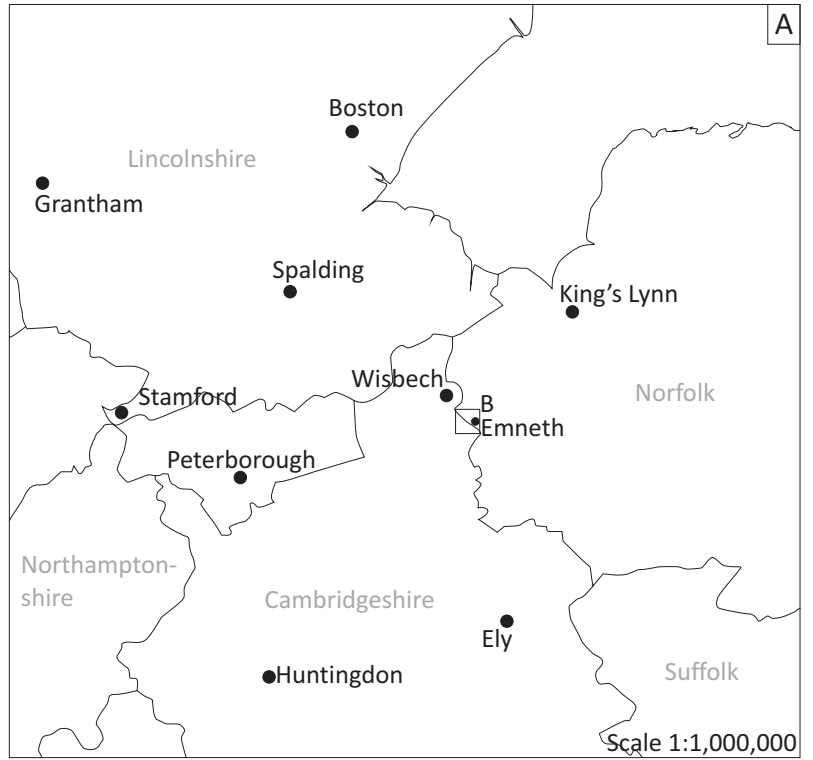 A
Boston
Lincolnshire
Grantham
Spalding
King's Lynn
Wisbech
Stamford
Norfolk
B
Emneth
Peterborough
Northampton-
shire
Cambridgeshire
Ely
Huntingdon
Suffolk
Scale 1:1,000,000